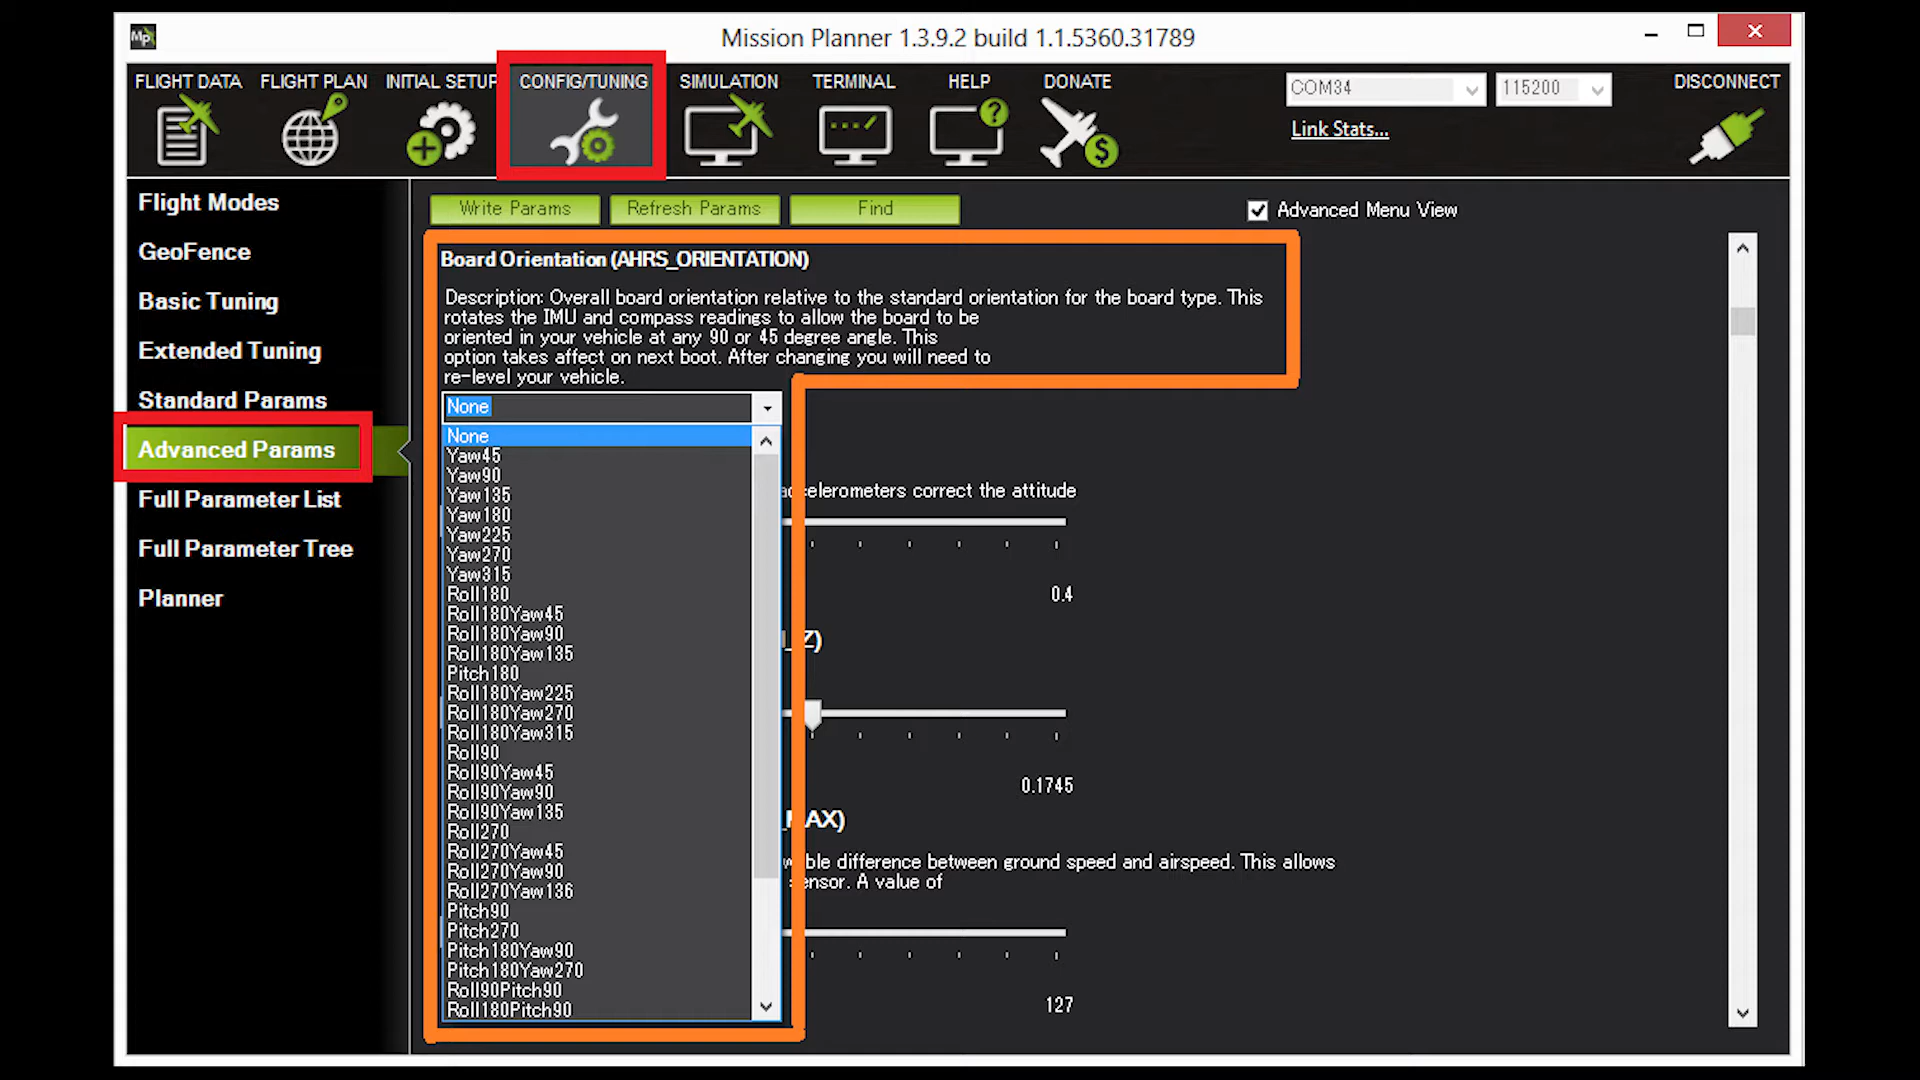 Mp
Mission Planner 1.3.9.2 build 1.1.5360.31789
FLIGHT DATA
FLIGHT PLAN
INITIAL SETUP
CONFIG/TUNING
SIMULATION
TERMINAL
HELP
DONATE
COM34
115200
DISCONNECT
Link Stats...
Flight Modes
GeoFence
Basic Tuning
Extended Tuning
Standard Params
Advanced Params
Full Parameter List
Full Parameter Tree
Planner
Write Params
Refresh Params
Find
Advanced Menu View
Board Orientation (AHRS_ORIENTATION)
Description: Overall board orientation relative to the standard orientation for the board type. This
rotates the IMU and compass readings to allow the board to be
oriented in your vehicle at any 90 or 45 degree angle. This
option takes affect on next boot. After changing you will need to
re-level your vehicle.
None
None
Yaw45
Yaw90
Yaw135
Yaw180
Yaw225
Yaw270
Yaw315
Roll180
Roll180Yaw45
Roll180Yaw90
Roll180Yaw135
Pitch180
Roll180Yaw225
Roll180Yaw270
Roll180Yaw315
Roll90
Roll90Yaw45
Roll90Yaw90
Roll90Yaw135
Roll270
Roll270Yaw45
Roll270Yaw90
Roll270Yaw136
Pitch90
Pitch270
Pitch180Yaw90
Pitch180Yaw270
Roll90Pitch90
Roll180Pitch90
accelerometers correct the attitude
0.4
_Z)
0.1745
_MAX)
difference between ground speed and airspeed. This allows
sensor. A value of
127